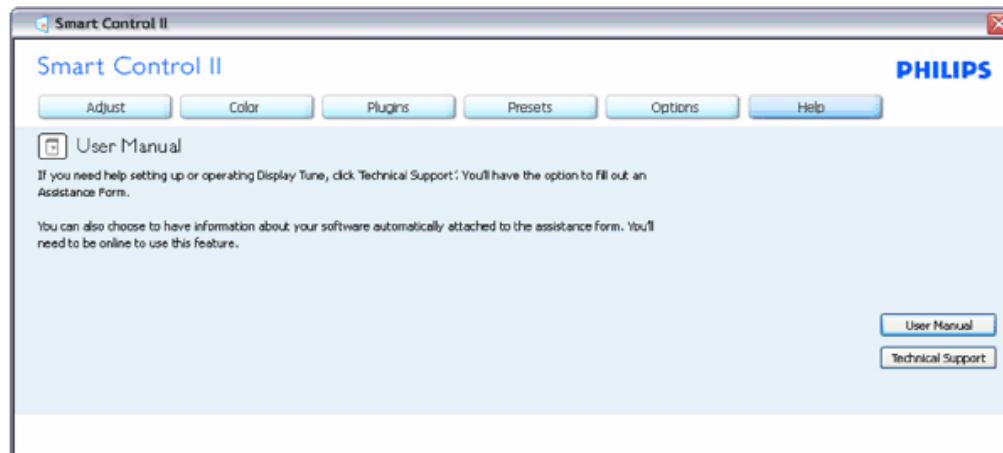 Smart Control II
Smart Control II
PHILIPS
Adjust
Color
Plugins
Presets
Options
Help
User Manual
If you need help setting up or operating Display Tune, click 'Technical Support'. You'll have the option to fill out an
Assistance Form.
You can also choose to have information about your software automatically attached to the assistance form. You'll
need to be online to use this feature.
User Manual
Technical Support